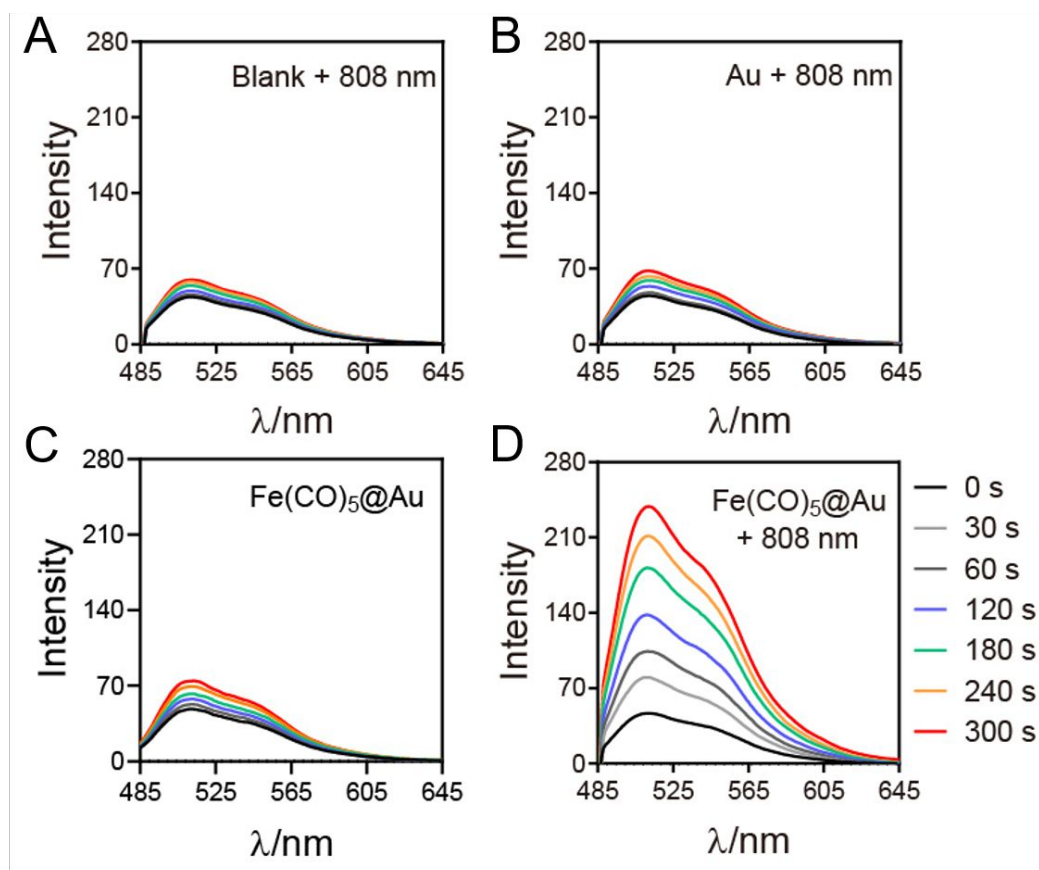 A
280
210
140
70
0
Intensity
Blank + 808 nm
485 525 565 605 645
λ/nm
B
280
210
140
70
0
Intensity
Au + 808 nm
485 525 565 605 645
λ/nm
C
280
210
140
70
0
Intensity
Fe(CO)₅@Au
485 525 565 605 645
λ/nm
D
280
210
140
70
0
Intensity
Fe(CO)₅@Au
+ 808 nm
485 525 565 605 645
λ/nm
0 s
30 s
60 s
120 s
180 s
240 s
300 s